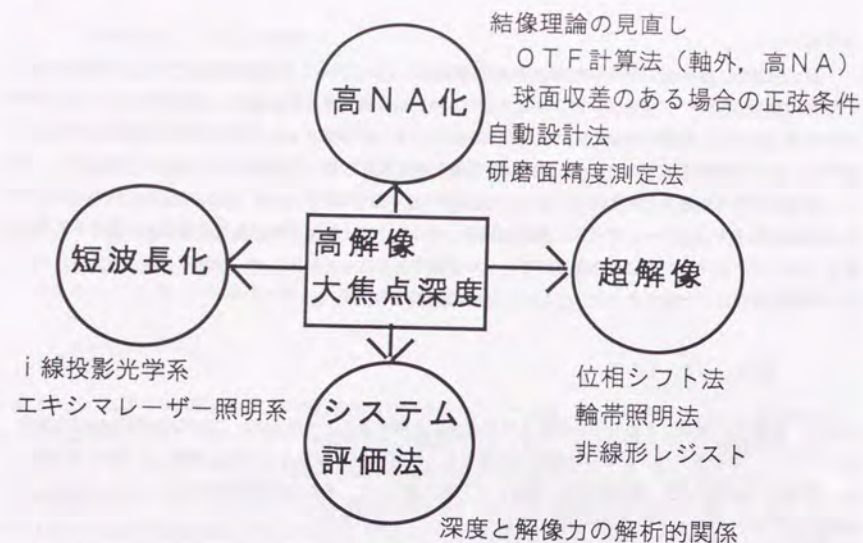 結像理論の見直し
OTF計算法(軸外,高NA)
球面収差のある場合の正弦条件
自動設計法
研磨面精度測定法
高NA化
短波長化
高解像
大焦点深度
超解像
i線投影光学系
エキシマレーザー照明系
システム
評価法
位相シフト法
輪帯照明法
非線形レジスト
深度と解像力の解析的関係